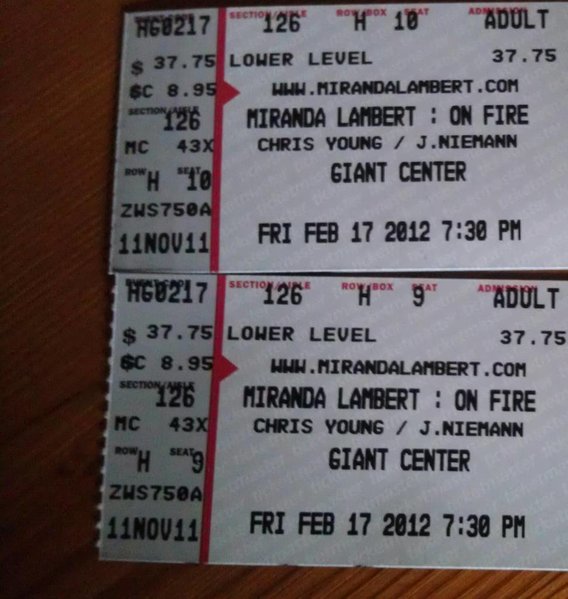 HG0217 SECTION/AISLE ROW/BOX SEAT ADMISSION
126 H 10 ADULT
$ 37.75 LOWER LEVEL 37.75
SC 8.95 WWW.MIRANDALAMBERT.COM
SECTION/AISLE
126 MIRANDA LAMBERT : ON FIRE
MC 43X CHRIS YOUNG / J.NIEMANN
ROW SEAT
H 10 GIANT CENTER
ZWS750A
11NOV11 FRI FEB 17 2012 7:30 PM
HG0217 SECTION/AISLE ROW/BOX SEAT ADMISSION
126 H 9 ADULT
$ 37.75 LOWER LEVEL 37.75
SC 8.95 WWW.MIRANDALAMBERT.COM
SECTION/AISLE
126 MIRANDA LAMBERT : ON FIRE
MC 43X CHRIS YOUNG / J.NIEMANN
ROW SEAT
H 9 GIANT CENTER
ZWS750A
11NOV11 FRI FEB 17 2012 7:30 PM